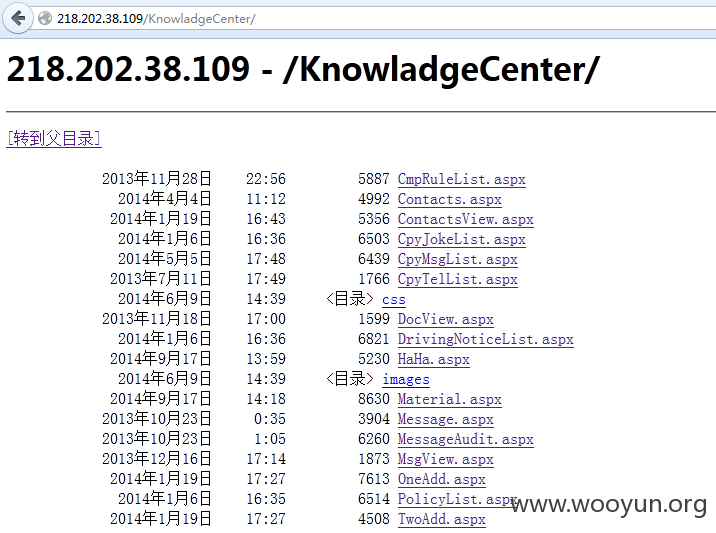 218.202.38.109/KnowladgeCenter/
218.202.38.109 - /KnowladgeCenter/
[转到父目录]
2013年11月28日 22:56 5887 CmpRuleList.aspx
2014年4月4日 11:12 4992 Contacts.aspx
2014年1月19日 16:43 5356 ContactsView.aspx
2014年1月6日 16:36 6503 CpyJokeList.aspx
2014年5月5日 17:48 6439 CpyMsgList.aspx
2013年7月11日 17:49 1766 CpyTelList.aspx
2014年6月9日 14:39 <目录> css
2013年11月18日 17:00 1599 DocView.aspx
2014年1月6日 16:36 6821 DrivingNoticeList.aspx
2014年9月17日 13:59 5230 HaHa.aspx
2014年6月9日 14:39 <目录> images
2014年9月17日 14:18 8630 Material.aspx
2013年10月23日 0:35 3904 Message.aspx
2013年10月23日 1:05 6260 MessageAudit.aspx
2013年12月16日 17:14 1873 MsgView.aspx
2014年1月19日 17:27 7613 OneAdd.aspx
2014年1月6日 16:35 6514 PolicyList.aspx
www.wooyun.org
2014年1月19日 17:27 4508 TwoAdd.aspx